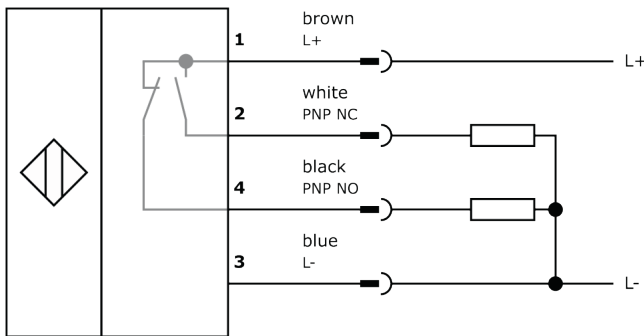 brown
1 L+ L+
white
2 PNP NC
black
4 PNP NO
blue
3 L- L-